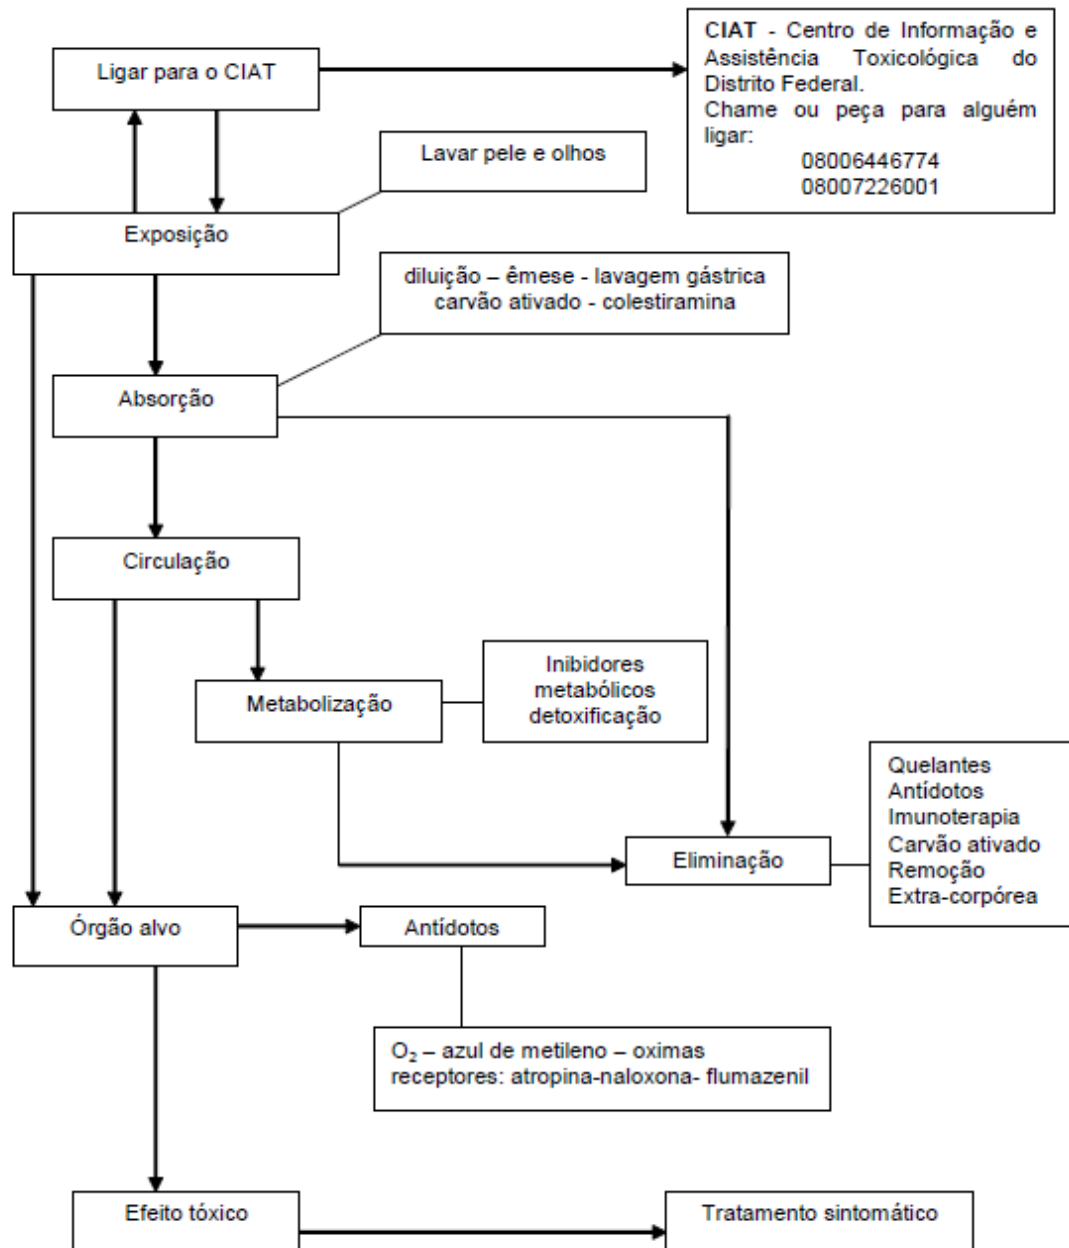 Ligar para o CIAT
CIAT - Centro de Informação e
Assistência Toxicológica do
Distrito Federal.
Chame ou peça para alguém
ligar:
08006446774
08007226001
Lavar pele e olhos
Exposição
diluição – êmese - lavagem gástrica
carvão ativado - colestiramina
Absorção
Circulação
Metabolização
Inibidores
metabólicos
detoxificação
Eliminação
Quelantes
Antídotos
Imunoterapia
Carvão ativado
Remoção
Extra-corpórea
Órgão alvo
Antídotos
O₂ – azul de metileno – oximas
receptores: atropina-naloxona- flumazenil
Efeito tóxico
Tratamento sintomático